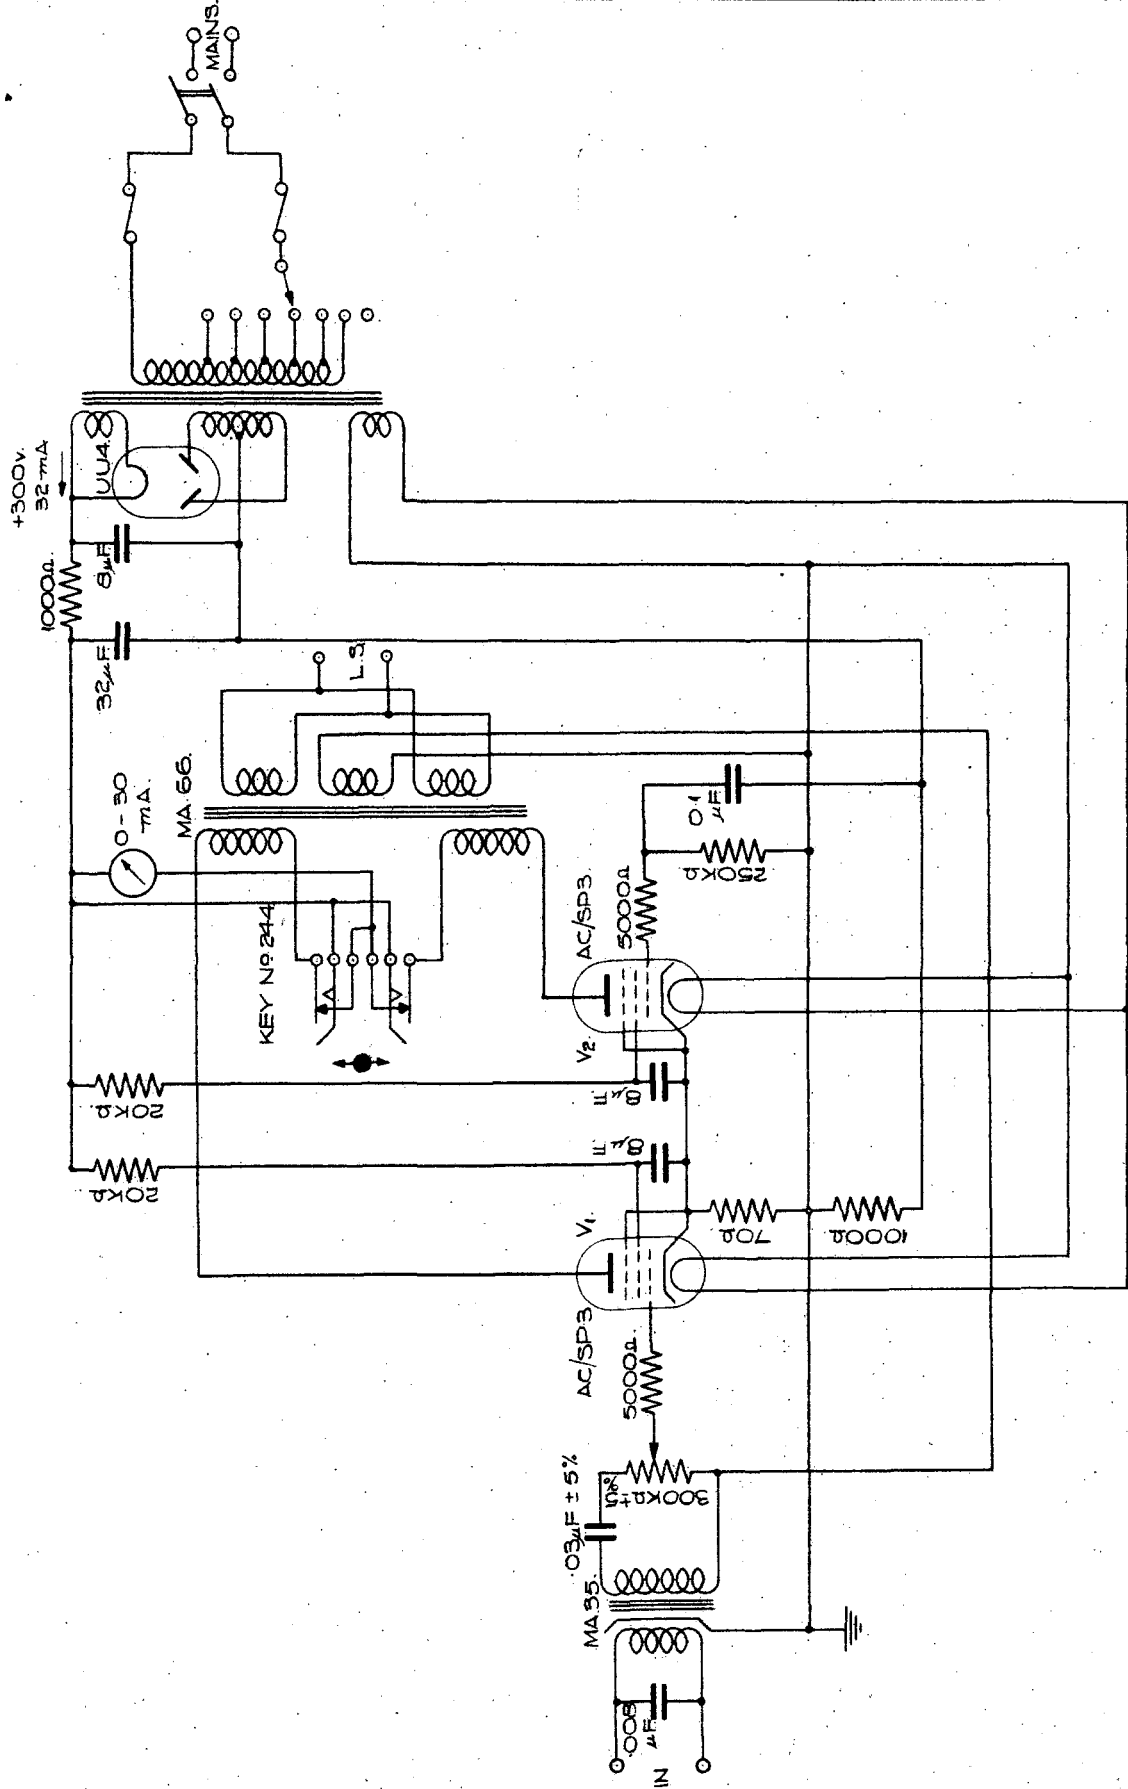 MAINS.
+300v.
32 mA
UU4.
1000Ω
8μF
32μF
L.S.
MA.66.
0-30
mA.
KEY No. 244
20KΩ
20KΩ
AC/SP3.
V2.
5000Ω
250KΩ
0.1
μF
8μF
8μF
V1.
70Ω
1000Ω
AC/SP3
5000Ω
.03μF ±5%
300KΩ ±5%
MA.35.
.008
μF
IN